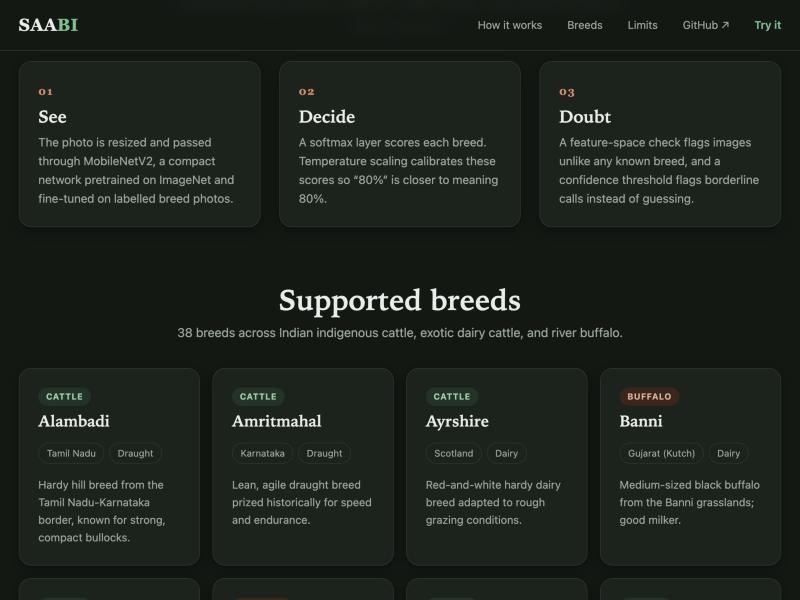 SAABI
How it works
Breeds
Limits
GitHub ↗
Try it
01
See
The photo is resized and passed
through MobileNetV2, a compact
network pretrained on ImageNet and
fine-tuned on labelled breed photos.
02
Decide
A softmax layer scores each breed.
Temperature scaling calibrates these
scores so “80%” is closer to meaning
80%.
03
Doubt
A feature-space check flags images
unlike any known breed, and a
confidence threshold flags borderline
calls instead of guessing.
Supported breeds
38 breeds across Indian indigenous cattle, exotic dairy cattle, and river buffalo.
CATTLE
Alambadi
Tamil Nadu
Draught
Hardy hill breed from the
Tamil Nadu-Karnataka
border, known for strong,
compact bullocks.
CATTLE
Amritmahal
Karnataka
Draught
Lean, agile draught breed
prized historically for speed
and endurance.
CATTLE
Ayrshire
Scotland
Dairy
Red-and-white hardy dairy
breed adapted to rough
grazing conditions.
BUFFALO
Banni
Gujarat (Kutch)
Dairy
Medium-sized black buffalo
from the Banni grasslands;
good milker.